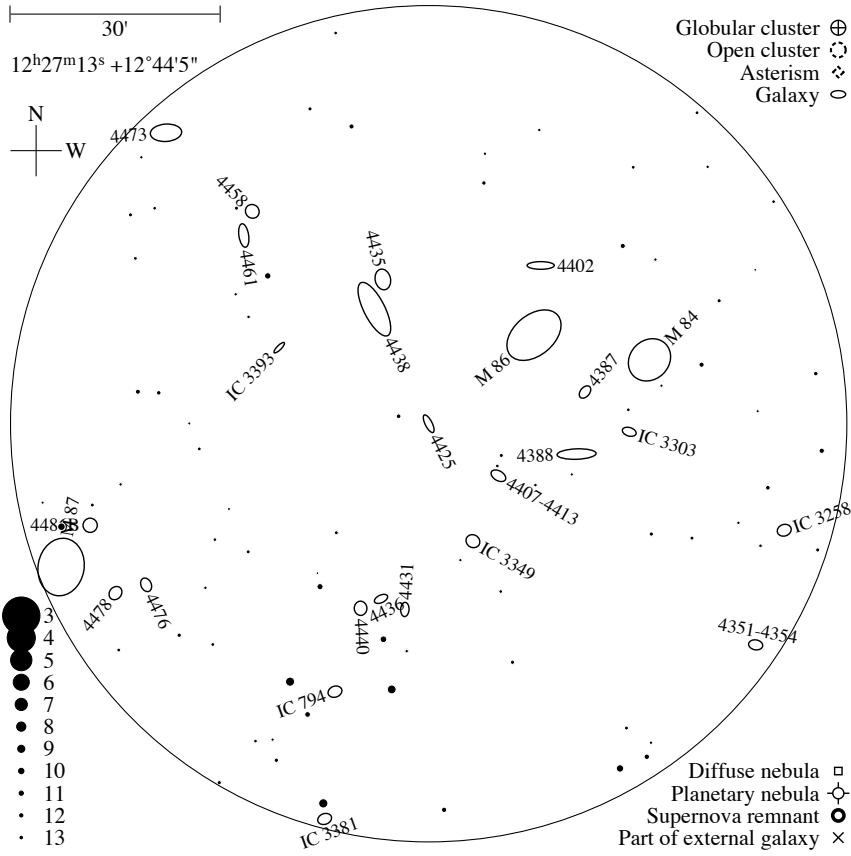 30'
12h27m13s +12°44'5"
N
W
Globular cluster
Open cluster
Asterism
Galaxy
4473
4458
4461
4435
4438
4402
M 86
M 84
4387
IC 3393
4425
4388
IC 3303
4407-4413
IC 3258
M 87
IC 3349
4478
4476
4440
4436
4431
4351-4354
IC 794
IC 3381
3
4
5
6
7
8
9
10
11
12
13
Diffuse nebula
Planetary nebula
Supernova remnant
Part of external galaxy